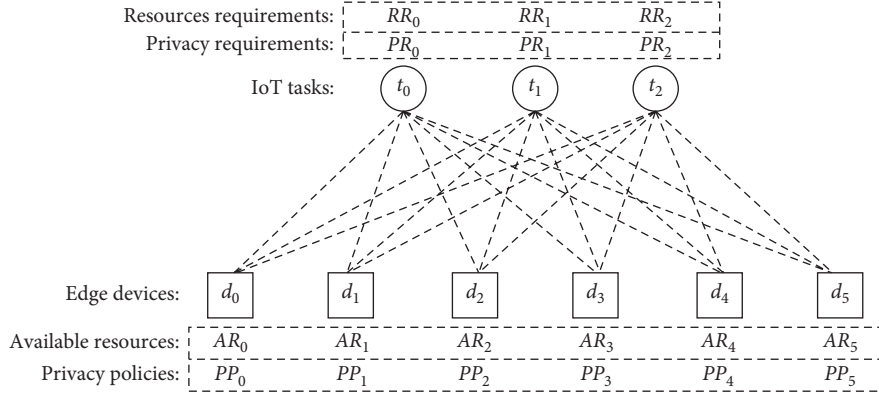 Resources requirements: RR₀ RR₁ RR₂
Privacy requirements: PR₀ PR₁ PR₂
IoT tasks: t₀ t₁ t₂
Edge devices: d₀ d₁ d₂ d₃ d₄ d₅
Available resources: AR₀ AR₁ AR₂ AR₃ AR₄ AR₅
Privacy policies: PP₀ PP₁ PP₂ PP₃ PP₄ PP₅